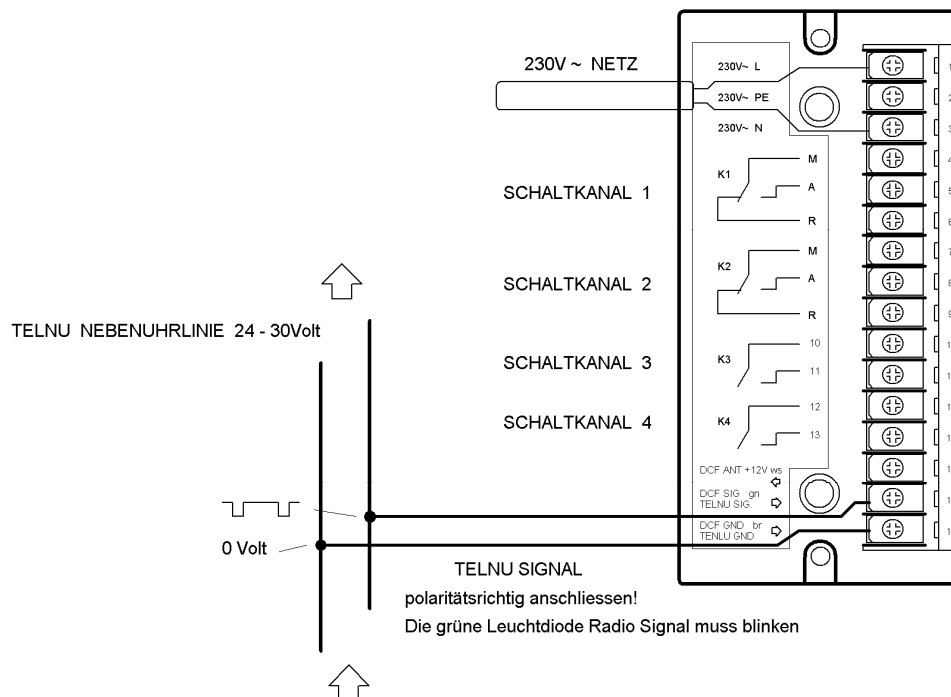 230V ~ NETZ
230V~ L
230V~ PE
230V~ N
SCHALTKANAL 1
K1
M
A
R
SCHALTKANAL 2
K2
M
A
R
TELNU NEBENUHRLINIE 24 - 30Volt
SCHALTKANAL 3
K3
10
11
SCHALTKANAL 4
K4
12
13
DCF ANT +12V ws
DCF SIG gn
TELNU SIG.
DCF GND br
TENLU GND
0 Volt
TELNU SIGNAL
polaritätsrichtig anschliessen!
Die grüne Leuchtdiode Radio Signal muss blinken